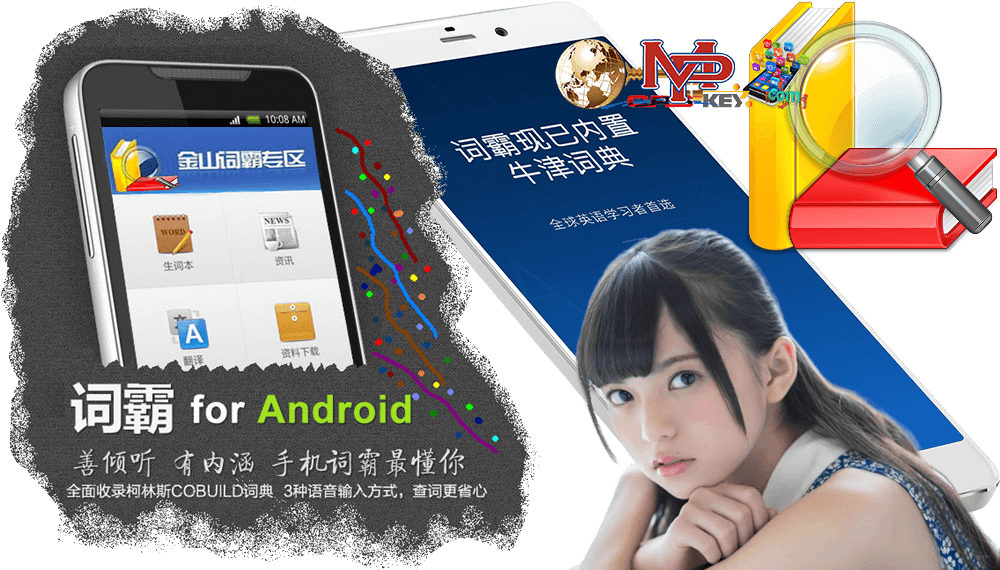 10:08 AM
金山词霸专区
WORD
生词本
NEWS
资讯
A
翻译
资料下载
词霸 for Android
善倾听 有内涵 手机词霸最懂你
全面收录柯林斯COBUILD词典 3种语音输入方式，查词更省心
词霸现已内置
牛津词典
全球英语学习者首选
MP
.com